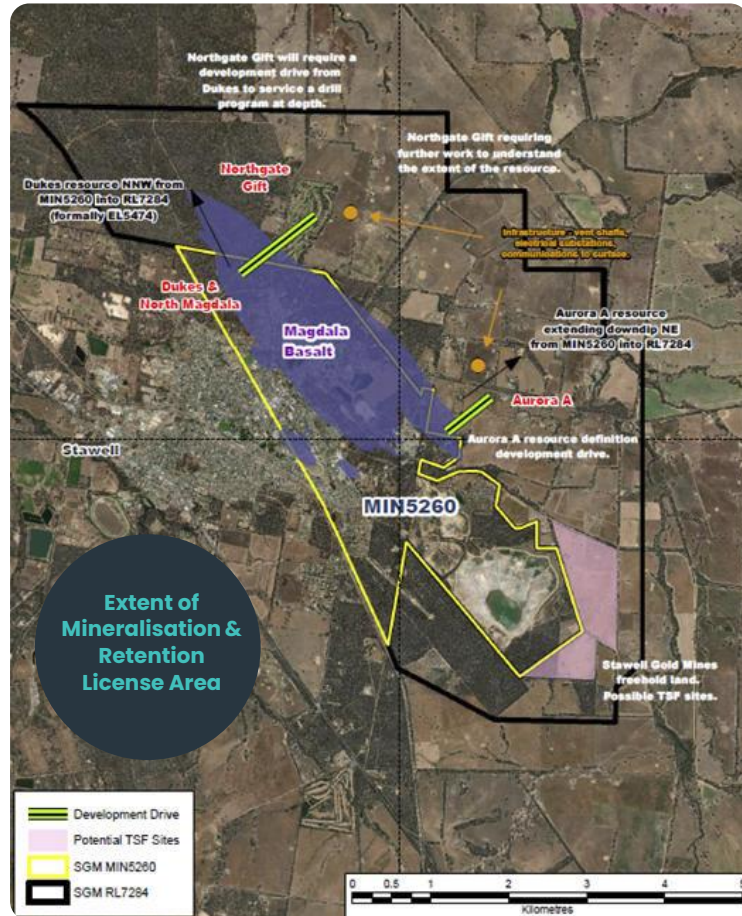 Northgate Gift will require a
development drive from
Dukes to service a drill
program at depth.
Northgate Gift requiring
further work to understand
the extent of the resource.
Northgate
Gift
Dukes resource NNW from
MIN5260 into RL7284
(formally EL5474)
Infrastructure - vent shafts,
electrical substations,
communications to surface.
Dukes &
North Magdala
Magdala
Basalt
Aurora A resource
extending downdip NE
from MIN5260 into RL7284
Aurora A
Aurora A resource definition
development drive.
Stawell
MIN5260
Extent of
Mineralisation &
Retention
License Area
Stawell Gold Mines
freehold land.
Possible TSF sites.
Development Drive
Potential TSF Sites
SGM MIN5260
SGM RL7284
0 0.5 1 2 3 4 5
Kilometres